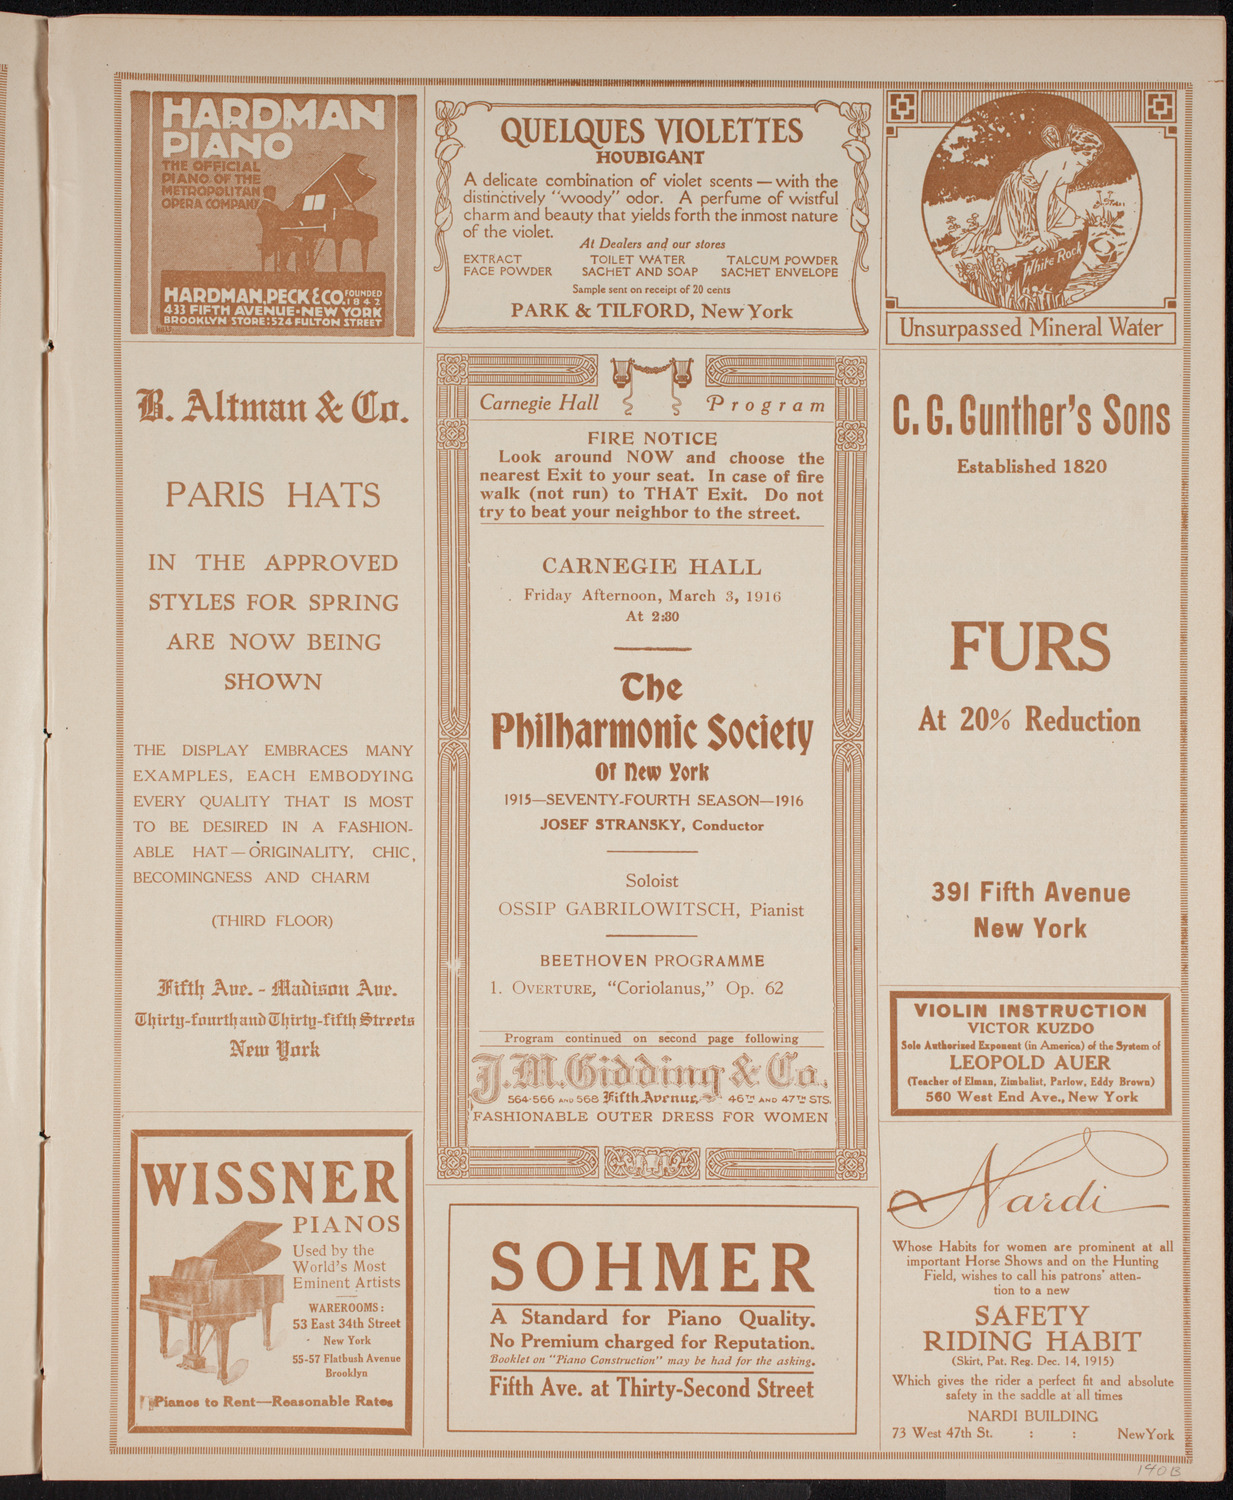 HARDMAN
PIANO
THE OFFICIAL
PIANO OF THE
METROPOLITAN
OPERA COMPANY
HARDMAN, PECK & CO. FOUNDED 1842
433 FIFTH AVENUE · NEW YORK
BROOKLYN STORE: 524 FULTON STREET
QUELQUES VIOLETTES
HOUBIGANT
A delicate combination of violet scents — with the
distinctively "woody" odor. A perfume of wistful
charm and beauty that yields forth the inmost nature
of the violet.
At Dealers and our stores
EXTRACT TOILET WATER TALCUM POWDER
FACE POWDER SACHET AND SOAP SACHET ENVELOPE
Sample sent on receipt of 20 cents
PARK & TILFORD, New York
White Rock
Unsurpassed Mineral Water
B. Altman & Co.
PARIS HATS
IN THE APPROVED
STYLES FOR SPRING
ARE NOW BEING
SHOWN
THE DISPLAY EMBRACES MANY
EXAMPLES, EACH EMBODYING
EVERY QUALITY THAT IS MOST
TO BE DESIRED IN A FASHION-
ABLE HAT — ORIGINALITY, CHIC,
BECOMINGNESS AND CHARM
(THIRD FLOOR)
Fifth Ave. - Madison Ave.
Thirty-fourth and Thirty-fifth Streets
New York
WISSNER
PIANOS
Used by the
World's Most
Eminent Artists
WAREROOMS:
53 East 34th Street
New York
55-57 Flatbush Avenue
Brooklyn
Pianos to Rent—Reasonable Rates
Carnegie Hall Program
FIRE NOTICE
Look around NOW and choose the
nearest Exit to your seat. In case of fire
walk (not run) to THAT Exit. Do not
try to beat your neighbor to the street.
CARNEGIE HALL
Friday Afternoon, March 3, 1916
At 2:30
The
Philharmonic Society
Of New York
1915—SEVENTY-FOURTH SEASON—1916
JOSEF STRANSKY, Conductor
Soloist
OSSIP GABRILOWITSCH, Pianist
BEETHOVEN PROGRAMME
1. OVERTURE, "Coriolanus," Op. 62
Program continued on second page following
J. M. Gidding & Co.
564-566 AND 568 Fifth Avenue, 46TH AND 47TH STS.
FASHIONABLE OUTER DRESS FOR WOMEN
SOHMER
A Standard for Piano Quality.
No Premium charged for Reputation.
Booklet on "Piano Construction" may be had for the asking.
Fifth Ave. at Thirty-Second Street
C. G. Gunther's Sons
Established 1820
FURS
At 20% Reduction
391 Fifth Avenue
New York
VIOLIN INSTRUCTION
VICTOR KUZDO
Sole Authorized Exponent (in America) of the System of
LEOPOLD AUER
(Teacher of Elman, Zimbalist, Parlow, Eddy Brown)
560 West End Ave., New York
Nardi
Whose Habits for women are prominent at all
important Horse Shows and on the Hunting
Field, wishes to call his patrons' atten-
tion to a new
SAFETY
RIDING HABIT
(Skirt, Pat. Reg. Dec. 14, 1915)
Which gives the rider a perfect fit and absolute
safety in the saddle at all times
NARDI BUILDING
73 West 47th St. : : New York
140B